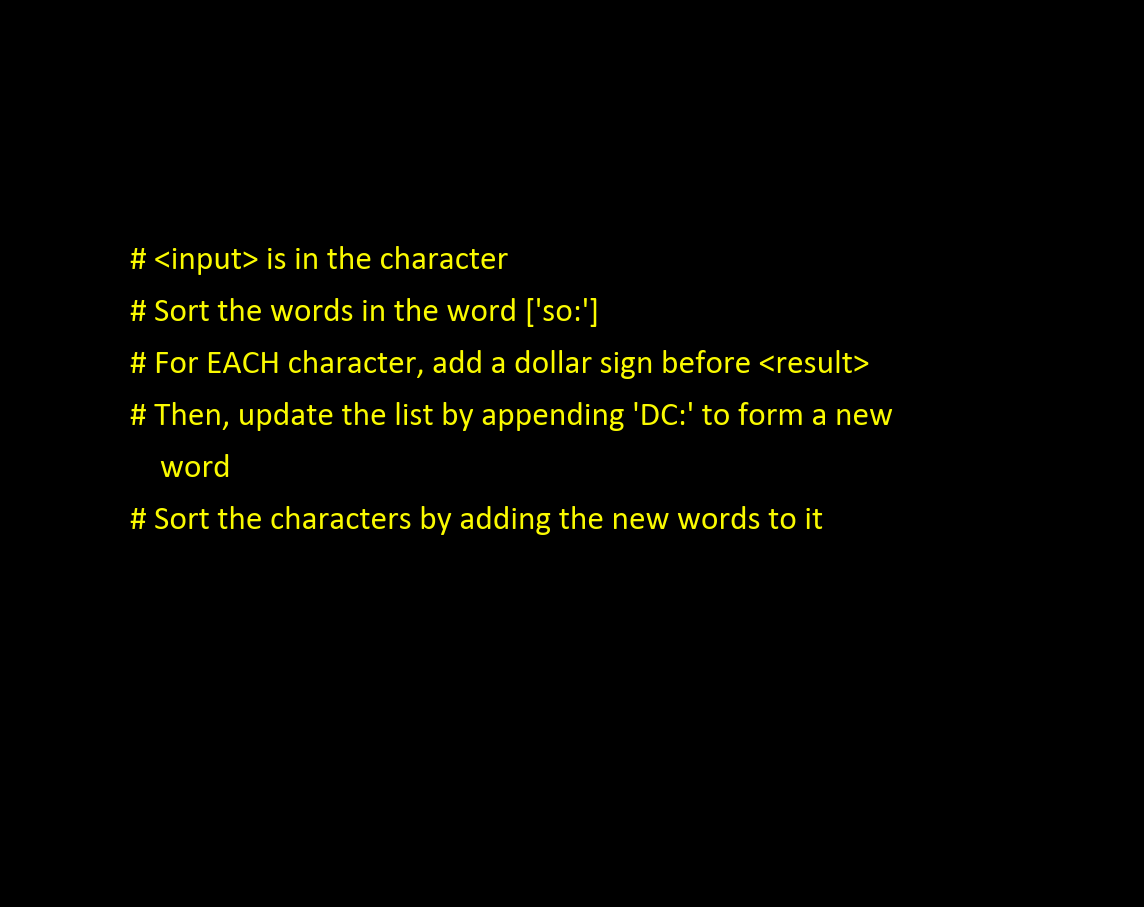 # <input> is in the character
# Sort the words in the word ['so:']
# For EACH character, add a dollar sign before <result>
# Then, update the list by appending 'DC:' to form a new
word
# Sort the characters by adding the new words to it